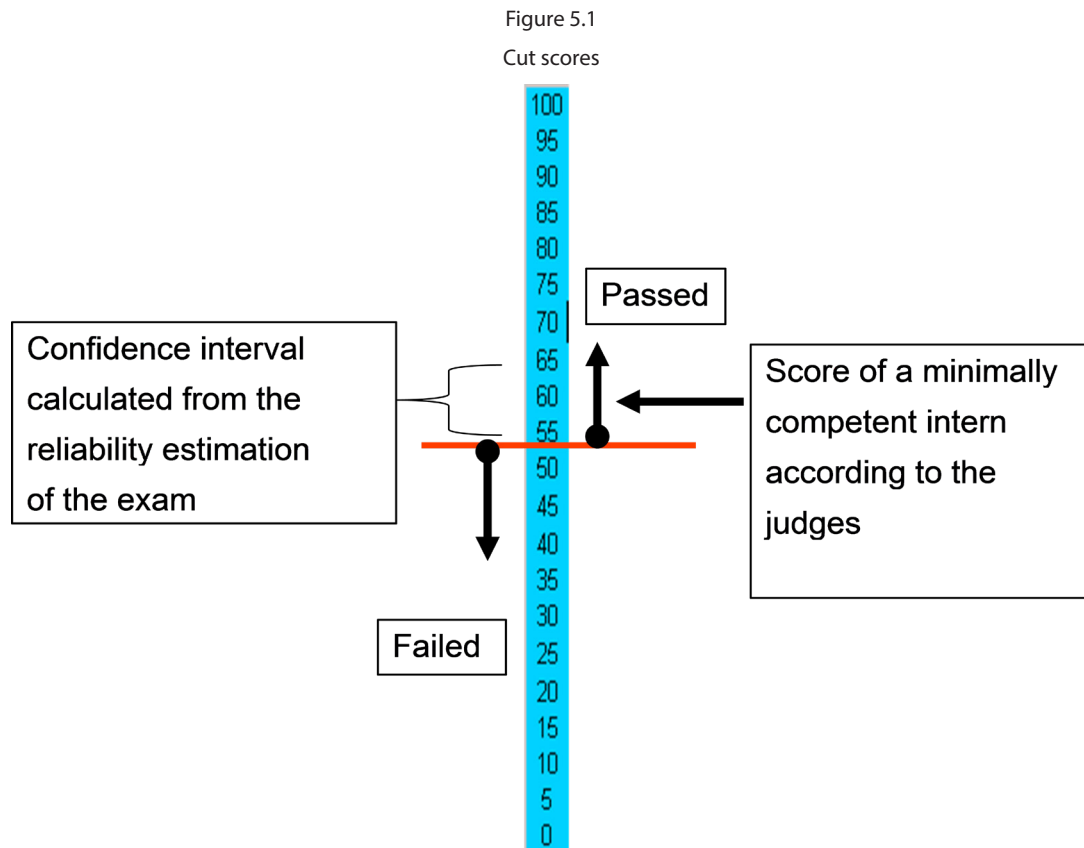 Figure 5.1
Cut scores
100
95
90
85
80
75
70
65
60
55
50
45
40
35
30
25
20
15
10
5
0
Passed
Confidence interval
calculated from the
reliability estimation
of the exam
Score of a minimally
competent intern
according to the
judges
Failed